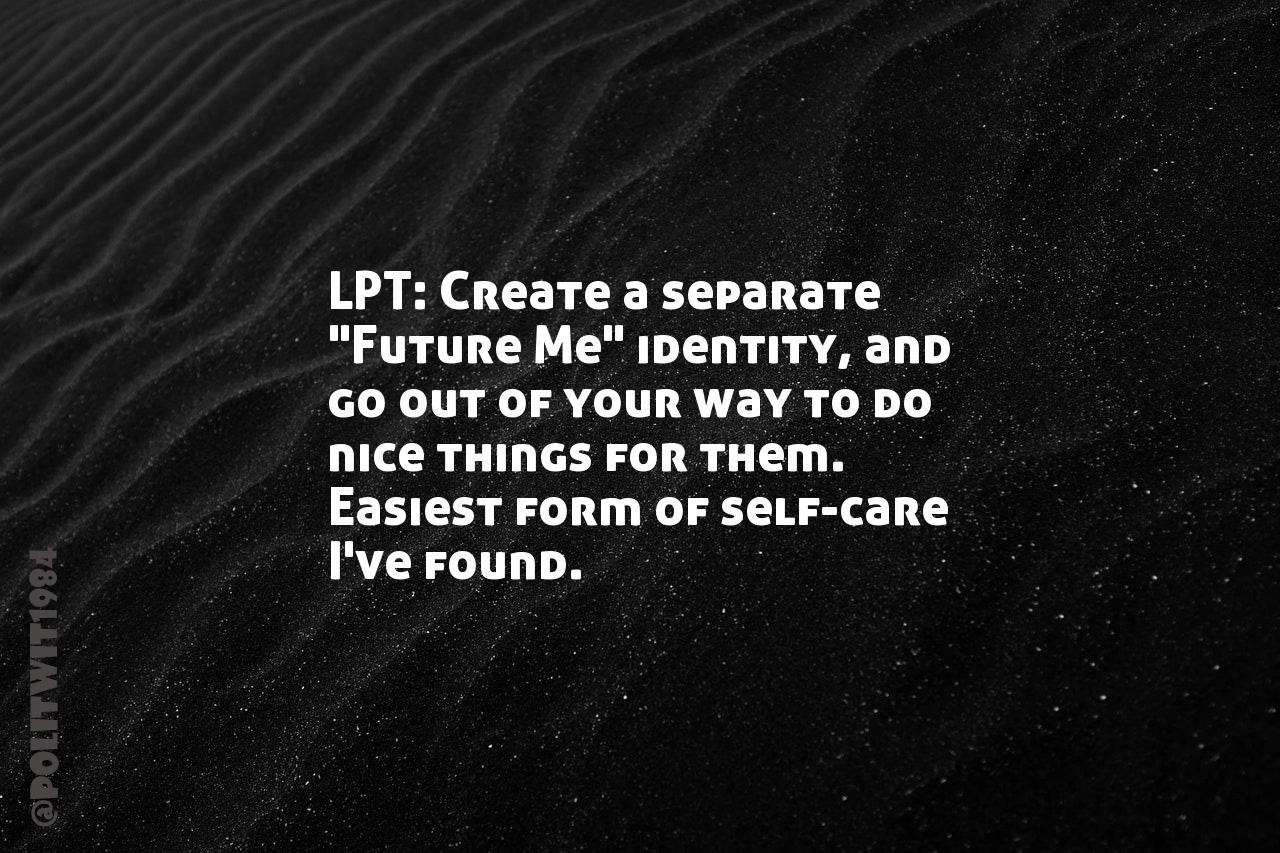 LPT: Create a separate
"Future Me" identity, and
go out of your way to do
nice things for them.
Easiest form of self-care
I've found.
@POLITWIT1984